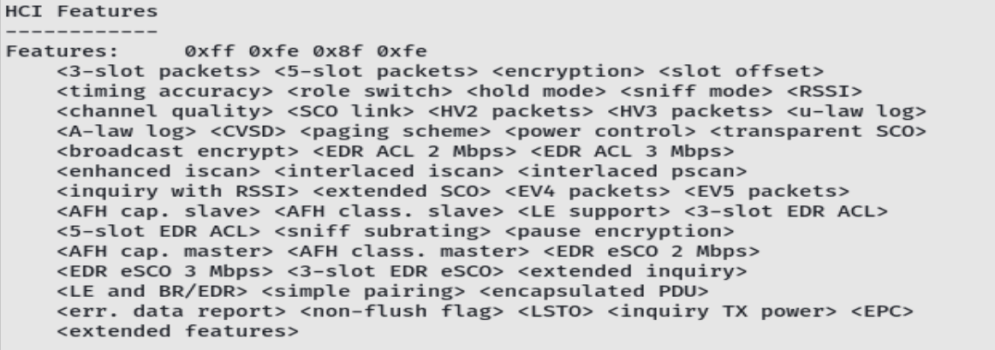 HCI Features
------------
Features: 0xff 0xfe 0x8f 0xfe
<3-slot packets> <5-slot packets> <encryption> <slot offset>
<timing accuracy> <role switch> <hold mode> <sniff mode> <RSSI>
<channel quality> <SCO link> <HV2 packets> <HV3 packets> <u-law log>
<A-law log> <CVSD> <paging scheme> <power control> <transparent SCO>
<broadcast encrypt> <EDR ACL 2 Mbps> <EDR ACL 3 Mbps>
<enhanced iscan> <interlaced iscan> <interlaced pscan>
<inquiry with RSSI> <extended SCO> <EV4 packets> <EV5 packets>
<AFH cap. slave> <AFH class. slave> <LE support> <3-slot EDR ACL>
<5-slot EDR ACL> <sniff subrating> <pause encryption>
<AFH cap. master> <AFH class. master> <EDR eSCO 2 Mbps>
<EDR eSCO 3 Mbps> <3-slot EDR eSCO> <extended inquiry>
<LE and BR/EDR> <simple pairing> <encapsulated PDU>
<err. data report> <non-flush flag> <LSTO> <inquiry TX power> <EPC>
<extended features>